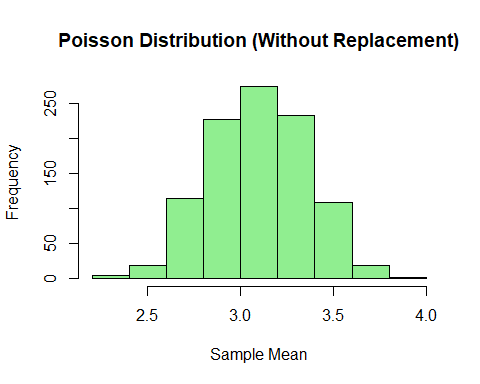 Poisson Distribution (Without Replacement)
Frequency
250
150
50
0
2.5 3.0 3.5 4.0
Sample Mean